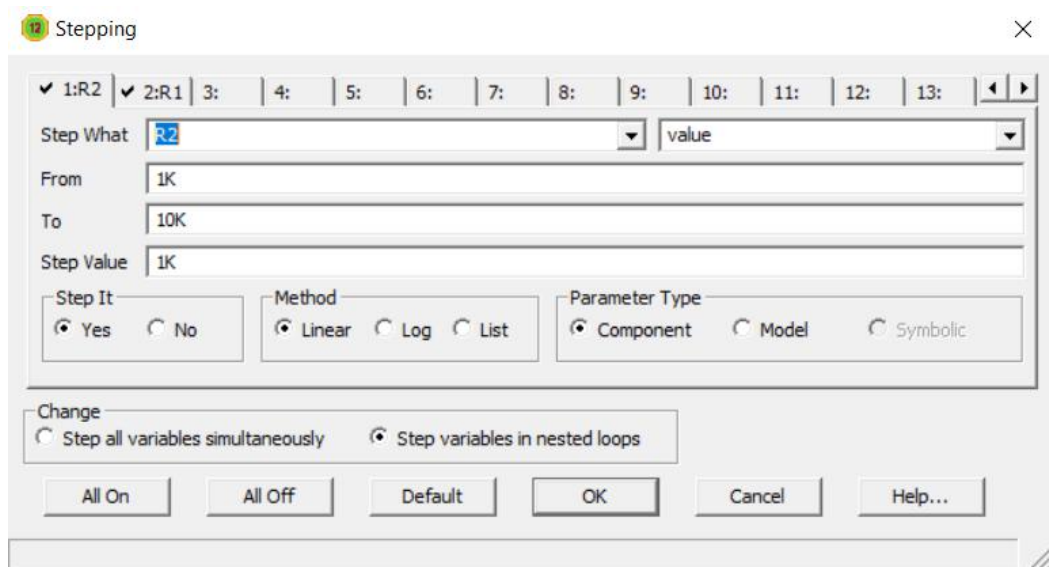 12 Stepping
1:R2 2:R1 3: 4: 5: 6: 7: 8: 9: 10: 11: 12: 13:
Step What R2 value
From 1K
To 10K
Step Value 1K
Step It Method Parameter Type
Yes No Linear Log List Component Model Symbolic
Change
Step all variables simultaneously Step variables in nested loops
All On All Off Default OK Cancel Help...